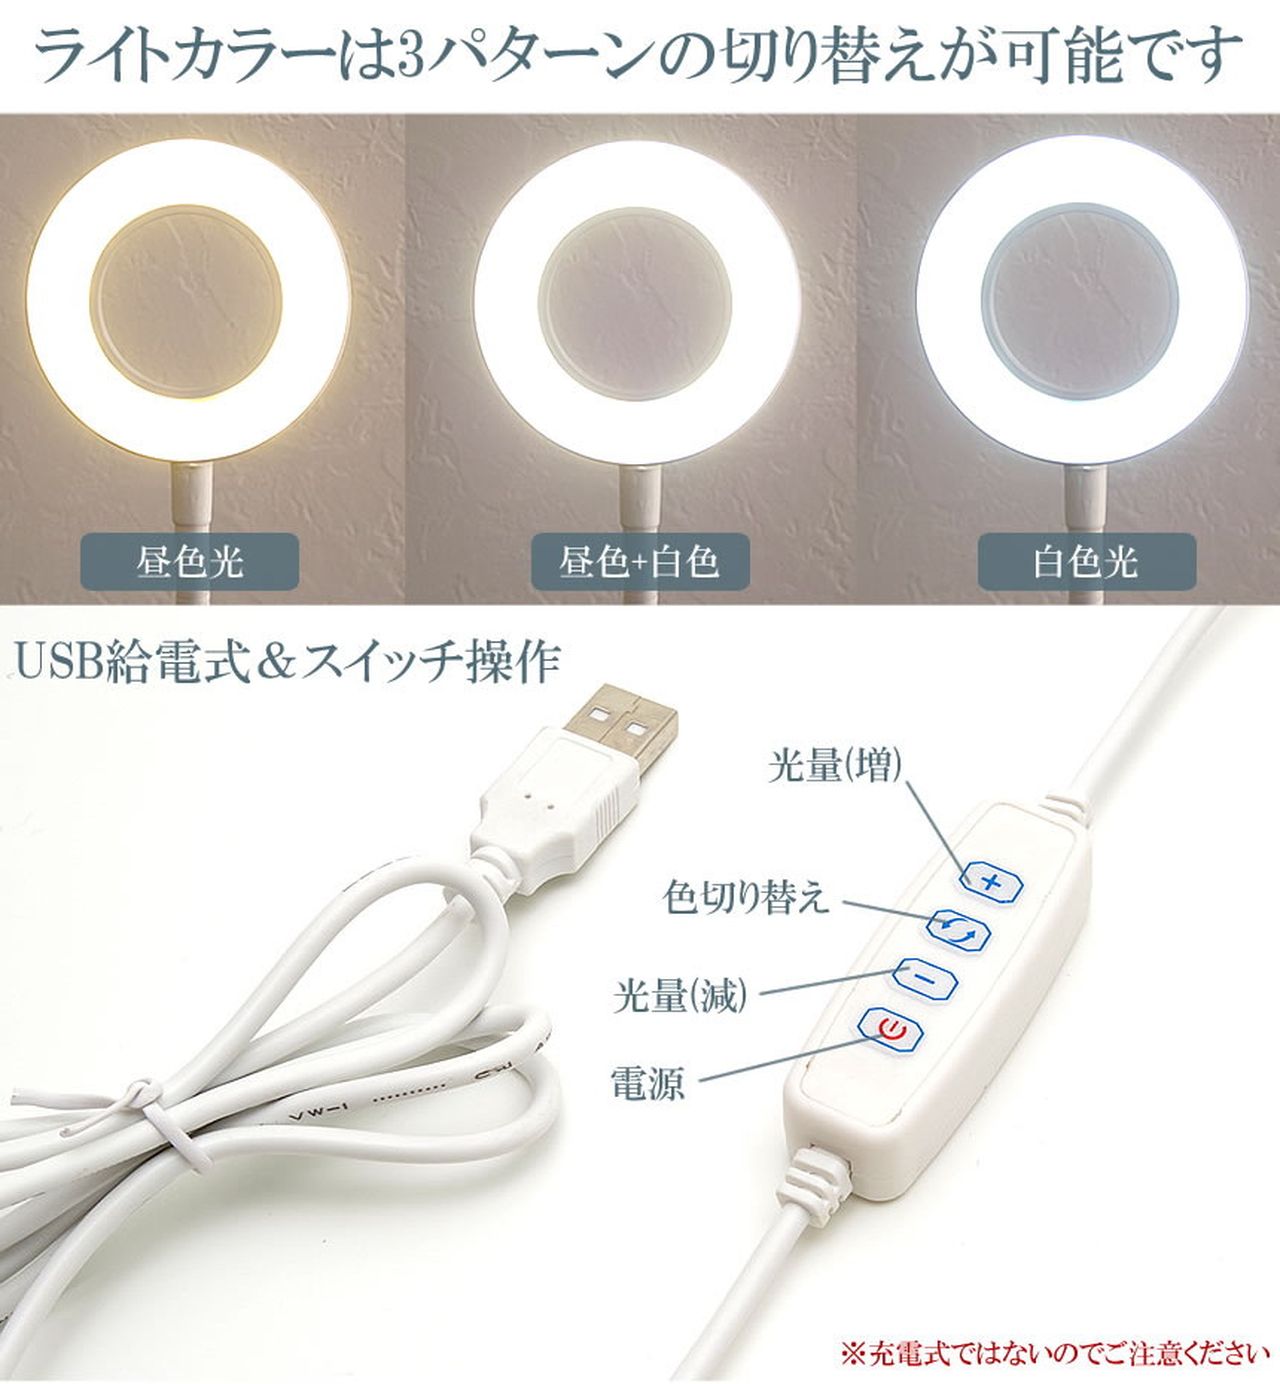 ライトカラーは3パターンの切り替えが可能です
昼色光
昼色+白色
白色光
USB給電式&スイッチ操作
光量(増)
色切り替え
光量(減)
電源
VW-1
※充電式ではないのでご注意ください